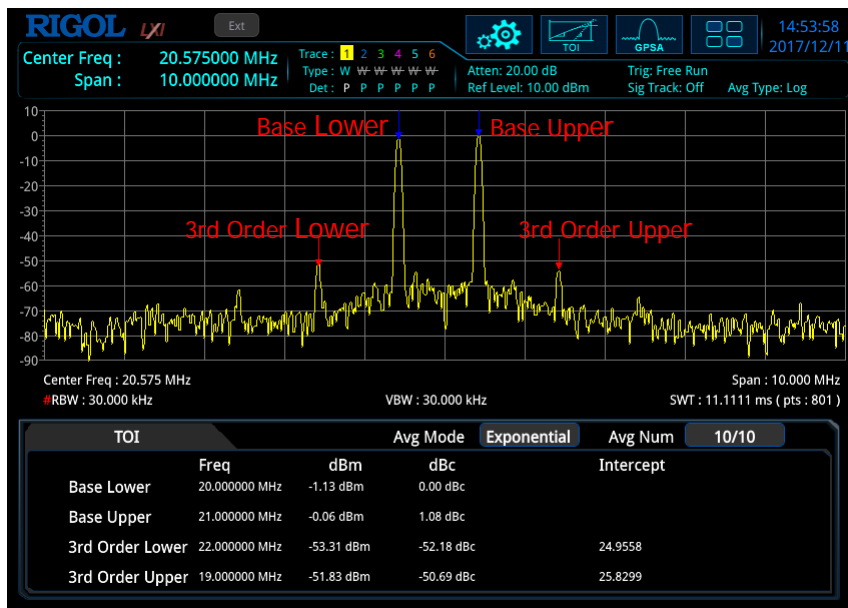 RIGOL LXI Ext 14:53:58
2017/12/11
Center Freq : 20.575000 MHz
Span : 10.000000 MHz
Trace : 1 2 3 4 5 6
Type : W W W W W W
Det : P P P P P P
TOI GPSA
Atten: 20.00 dB Trig: Free Run
Ref Level: 10.00 dBm Sig Track: Off Avg Type: Log
10
0
-10
-20
-30
-40
-50
-60
-70
-80
-90
Base Lower Base Upper
3rd Order Lower 3rd Order Upper
Center Freq : 20.575 MHz Span : 10.000 MHz
#RBW : 30.000 kHz VBW : 30.000 kHz SWT : 11.1111 ms ( pts : 801 )
TOI Avg Mode Exponential Avg Num 10/10
Freq dBm dBc Intercept
Base Lower 20.000000 MHz -1.13 dBm 0.00 dBc
Base Upper 21.000000 MHz -0.06 dBm 1.08 dBc
3rd Order Lower 22.000000 MHz -53.31 dBm -52.18 dBc 24.9558
3rd Order Upper 19.000000 MHz -51.83 dBm -50.69 dBc 25.8299